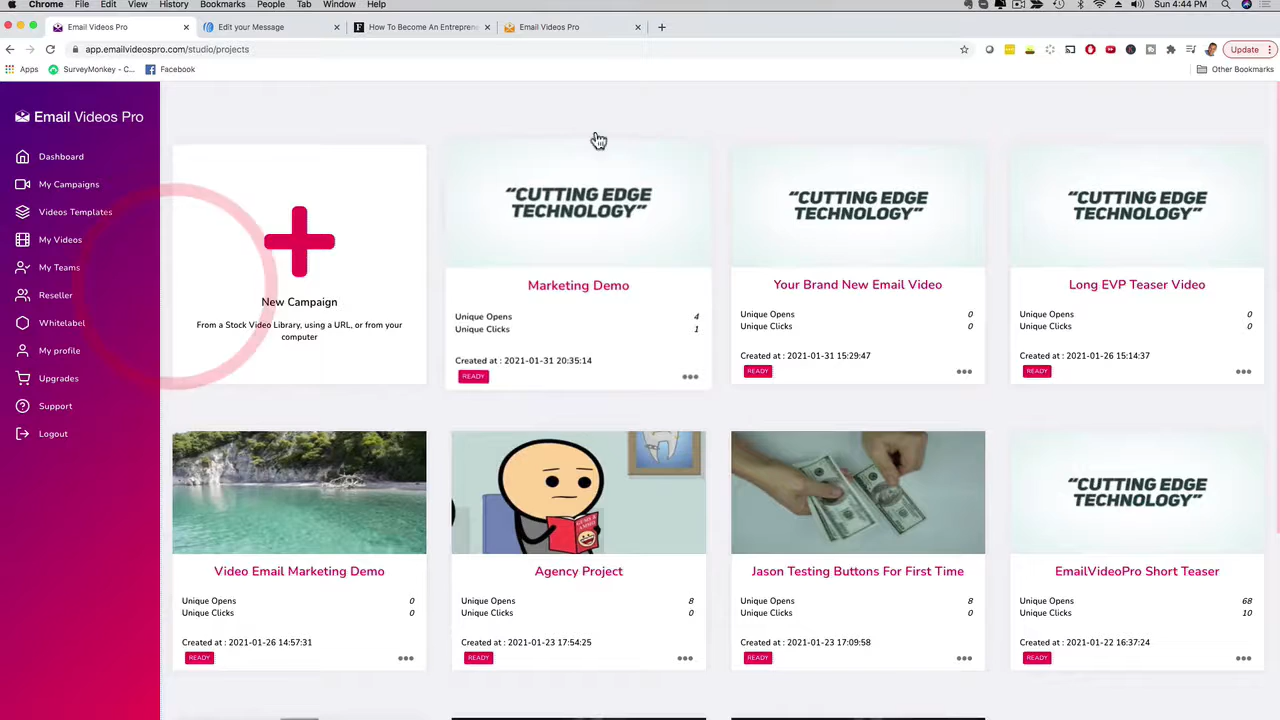 Chrome File Edit View History Bookmarks People Tab Window Help Sun 4:44 PM
Email Videos Pro Edit your Message How To Become An Entrepren Email Videos Pro
app.emailvideospro.com/studio/projects Update
Apps SurveyMonkey - C... Facebook Other Bookmarks
Email Videos Pro
Dashboard
My Campaigns
Videos Templates
My Videos
My Teams
Reseller
Whitelabel
My profile
Upgrades
Support
Logout
New Campaign
From a Stock Video Library, using a URL, or from your
computer
“CUTTING EDGE
TECHNOLOGY”
Marketing Demo
Unique Opens 4
Unique Clicks 1
Created at : 2021-01-31 20:35:14
READY
“CUTTING EDGE
TECHNOLOGY”
Your Brand New Email Video
Unique Opens 0
Unique Clicks 0
Created at : 2021-01-31 15:29:47
READY
“CUTTING EDGE
TECHNOLOGY”
Long EVP Teaser Video
Unique Opens 0
Unique Clicks 0
Created at : 2021-01-26 15:14:37
READY
Video Email Marketing Demo
Unique Opens 0
Unique Clicks 0
Created at : 2021-01-26 14:57:31
READY
Agency Project
Unique Opens 8
Unique Clicks 0
Created at : 2021-01-23 17:54:25
READY
Jason Testing Buttons For First Time
Unique Opens 8
Unique Clicks 0
Created at : 2021-01-23 17:09:58
READY
“CUTTING EDGE
TECHNOLOGY”
EmailVideoPro Short Teaser
Unique Opens 68
Unique Clicks 10
Created at : 2021-01-22 16:37:24
READY